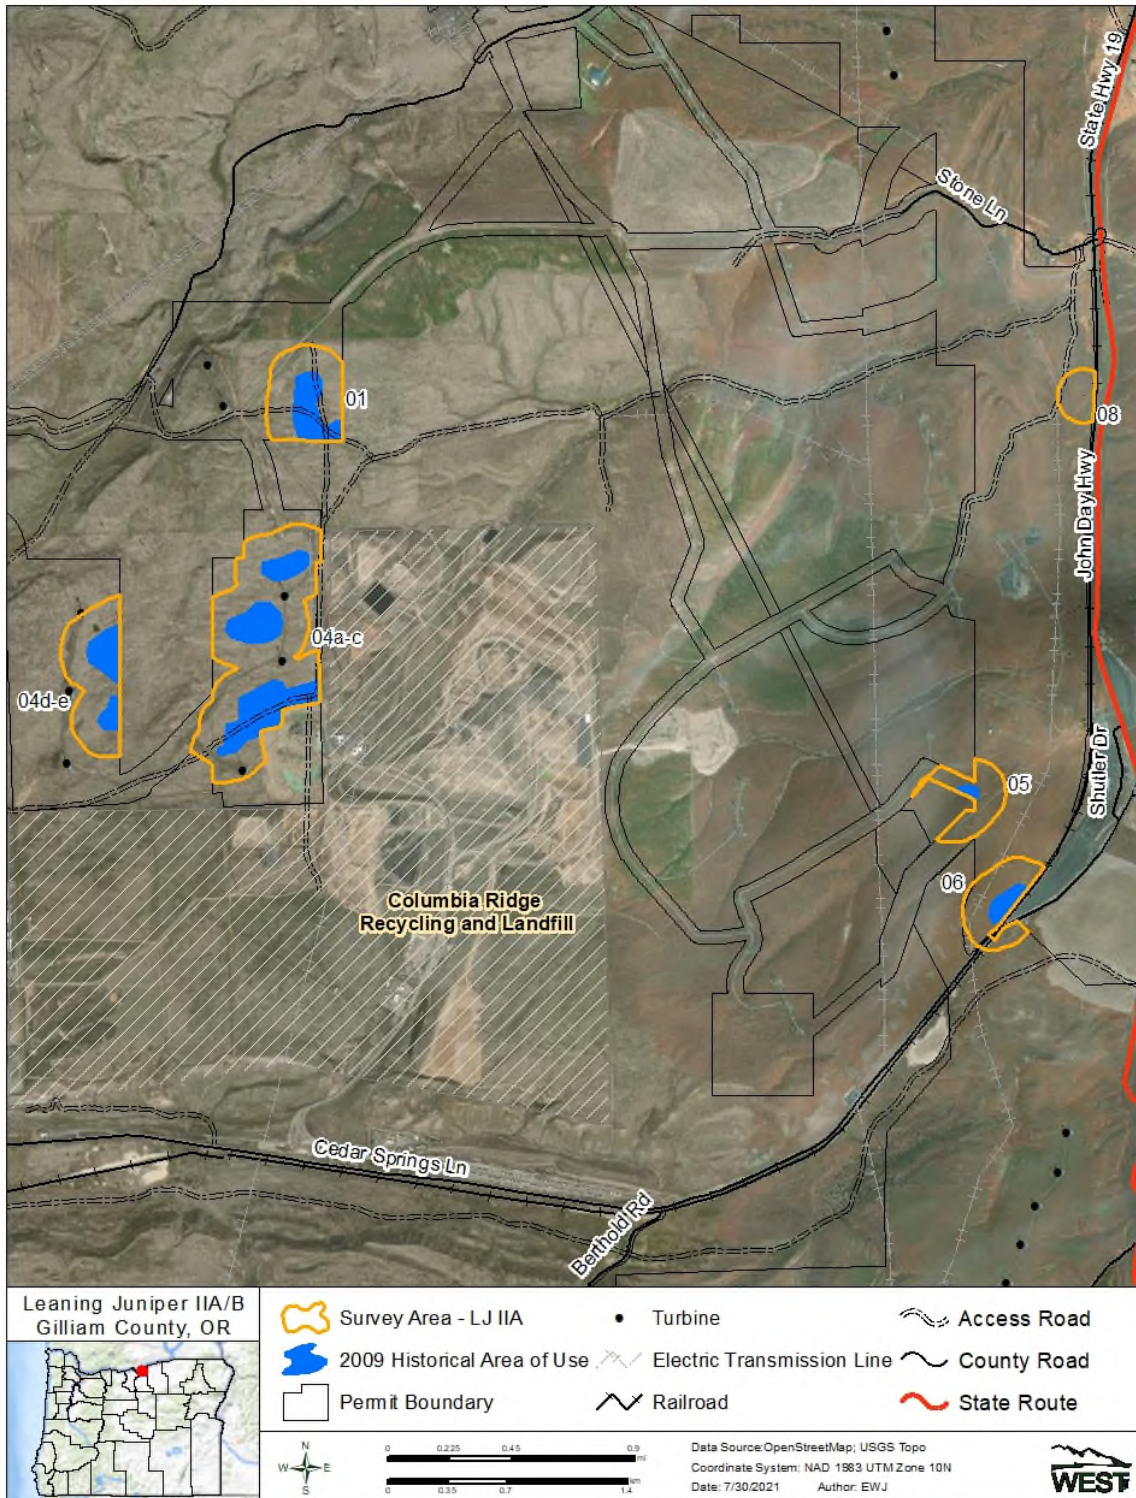 State Hwy 19
Stone Ln
01
08
John Day Hwy
04a-c
04d-e
Shutler Dr
05
06
Columbia Ridge
Recycling and Landfill
Cedar Springs Ln
Berthold Rd
Leaning Juniper IIA/B
Gilliam County, OR
Survey Area - LJ IIA
2009 Historical Area of Use
Permit Boundary
Turbine
Electric Transmission Line
Railroad
Access Road
County Road
State Route
N
W E
S
0 0.225 0.45 0.9
mi
km
0 0.35 0.7 1.4
Data Source:OpenStreetMap; USGS Topo
Coordinate System: NAD 1983 UTM Zone 10N
Date: 7/30/2021 Author: EWJ
WEST